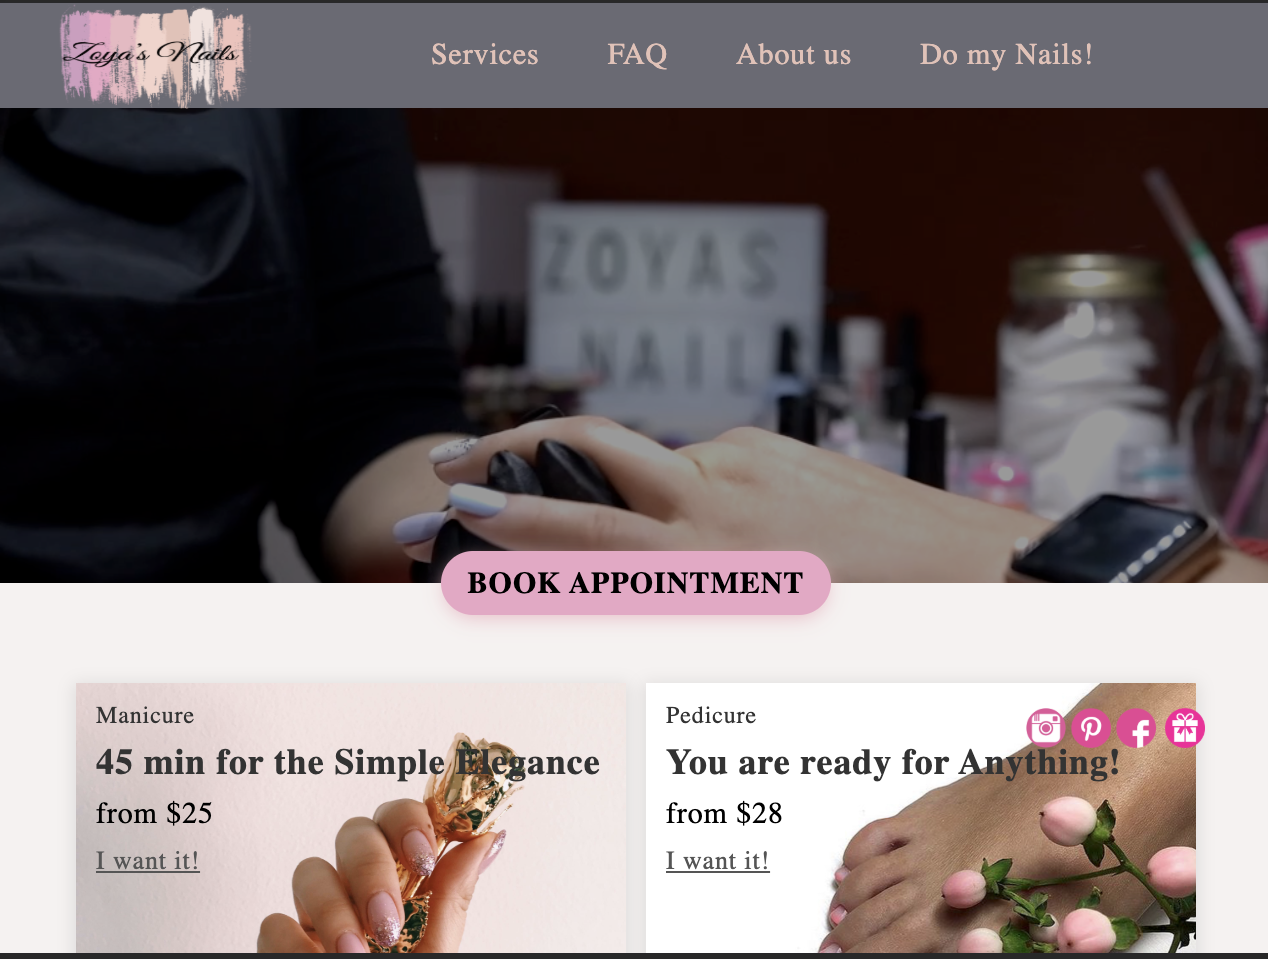 Zoya's Nails
Services FAQ About us Do my Nails!
ZOYAS
NAIL
BOOK APPOINTMENT
Manicure
45 min for the Simple Elegance
from $25
I want it!
Pedicure
You are ready for Anything!
from $28
I want it!